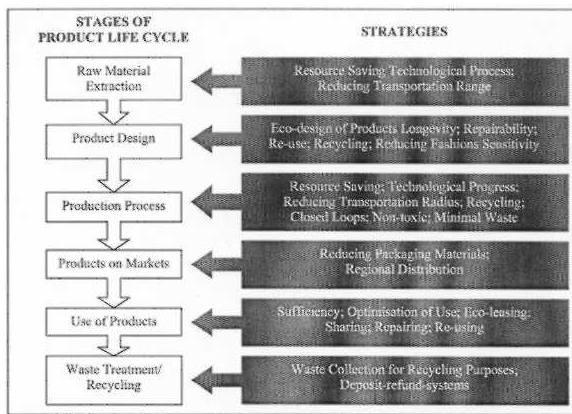 STAGES OF
PRODUCT LIFE CYCLE
STRATEGIES
Raw Material
Extraction
Resource Saving Technological Process;
Reducing Transportation Range
Product Design
Eco-design of Products Longevity; Repairability;
Re-use; Recycling; Reducing Fashions Sensitivity
Production Process
Resource Saving; Technological Progress;
Reducing Transportation Radius; Recycling;
Closed Loops; Non-toxic; Minimal Waste
Products on Markets
Reducing Packaging Materials;
Regional Distribution
Use of Products
Sufficiency; Optimisation of Use; Eco-leasing;
Sharing; Repairing; Re-using
Waste Treatment/
Recycling
Waste Collection for Recycling Purposes;
Deposit-refund-systems